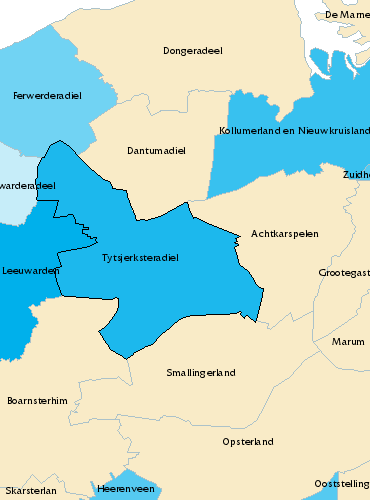 De Marne
Dongeradeel
Ferwerderadiel
Kollumerland en Nieuwkruisland
Dantumadiel
Zuidho
warderadeel
Achtkarspelen
Tytsjerksteradiel
Leeuwarden
Grootegast
Marum
Smallingerland
Boarnsterhim
Opsterland
Skarsterlan
Heerenveen
Ooststelling